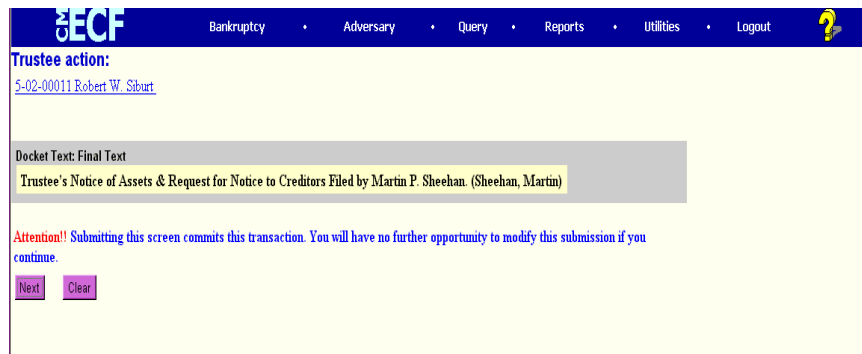 CM ECF Bankruptcy • Adversary • Query • Reports • Utilities • Logout ?
Trustee action:
5-02-00011 Robert W. Siburt
Docket Text: Final Text
Trustee's Notice of Assets & Request for Notice to Creditors Filed by Martin P. Sheehan. (Sheehan, Martin)
Attention!! Submitting this screen commits this transaction. You will have no further opportunity to modify this submission if you
continue.
Next Clear